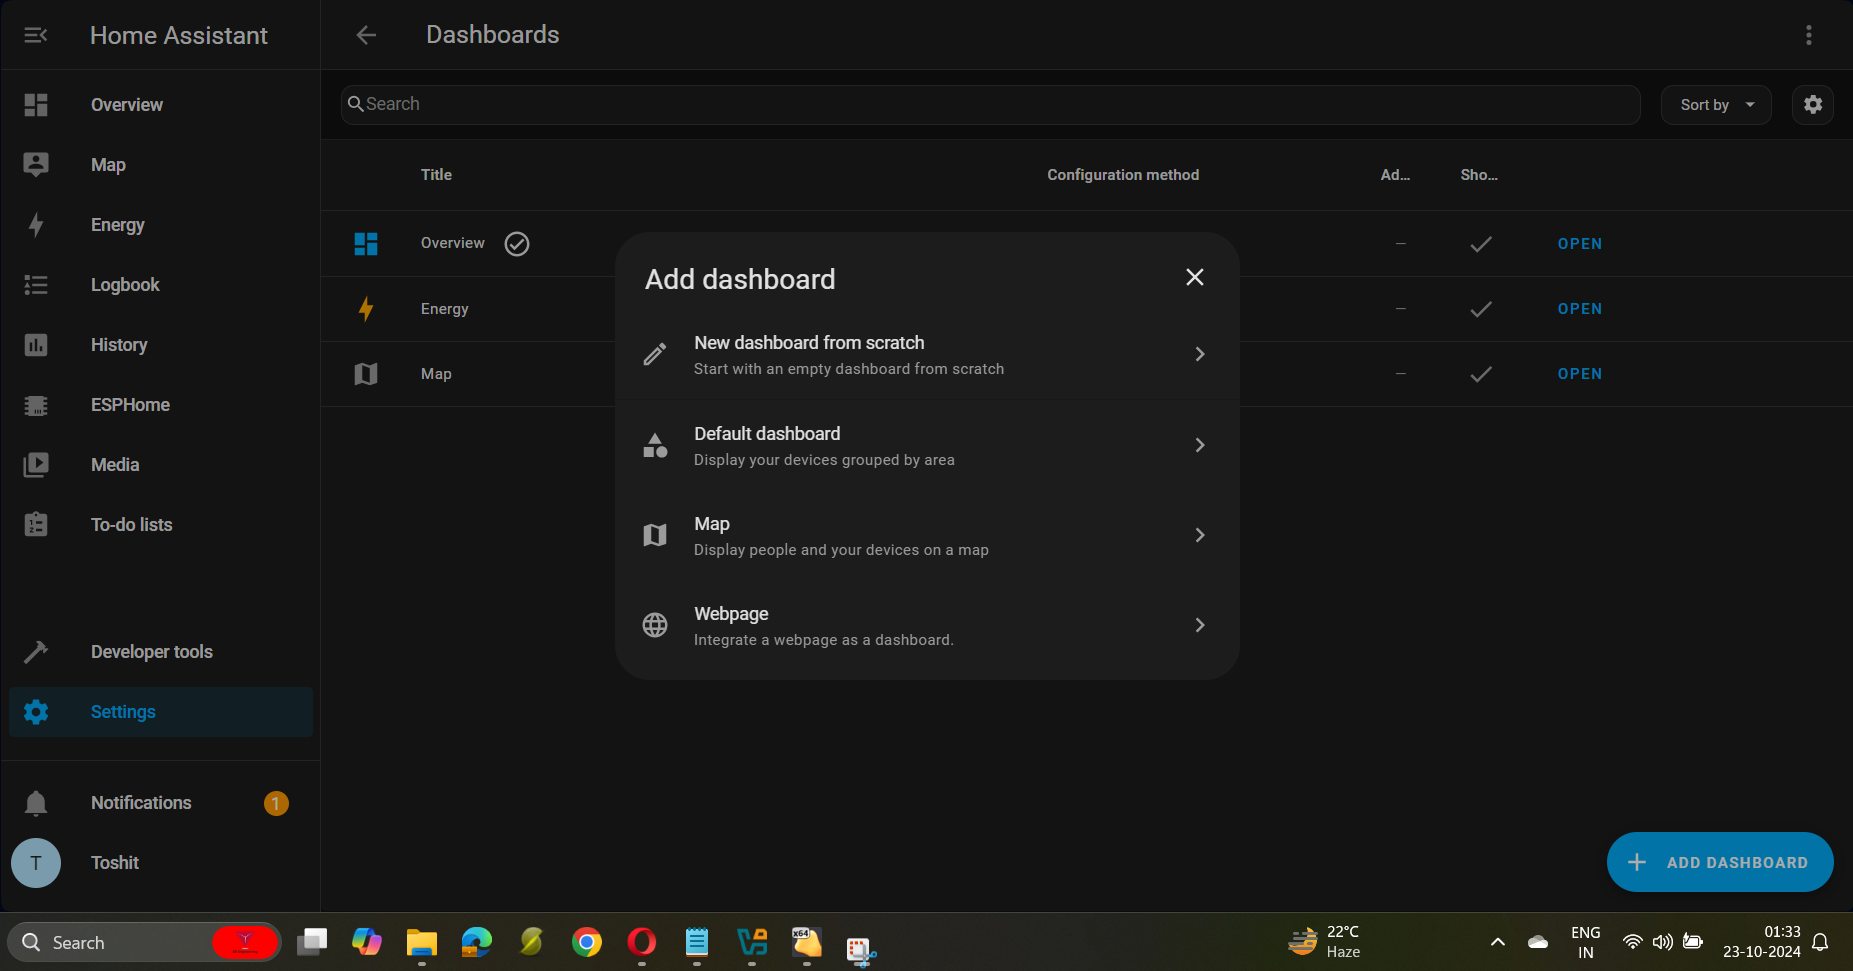 Home Assistant
Dashboards
Overview
Map
Energy
Logbook
History
ESPHome
Media
To-do lists
Developer tools
Settings
Notifications
1
T
Toshit
Search
Sort by
Title
Configuration method
Ad...
Sho...
Overview
–
OPEN
Energy
–
OPEN
Map
–
OPEN
Add dashboard
New dashboard from scratch
Start with an empty dashboard from scratch
Default dashboard
Display your devices grouped by area
Map
Display people and your devices on a map
Webpage
Integrate a webpage as a dashboard.
ADD DASHBOARD
Search
x64
22°C
Haze
ENG
IN
01:33
23-10-2024